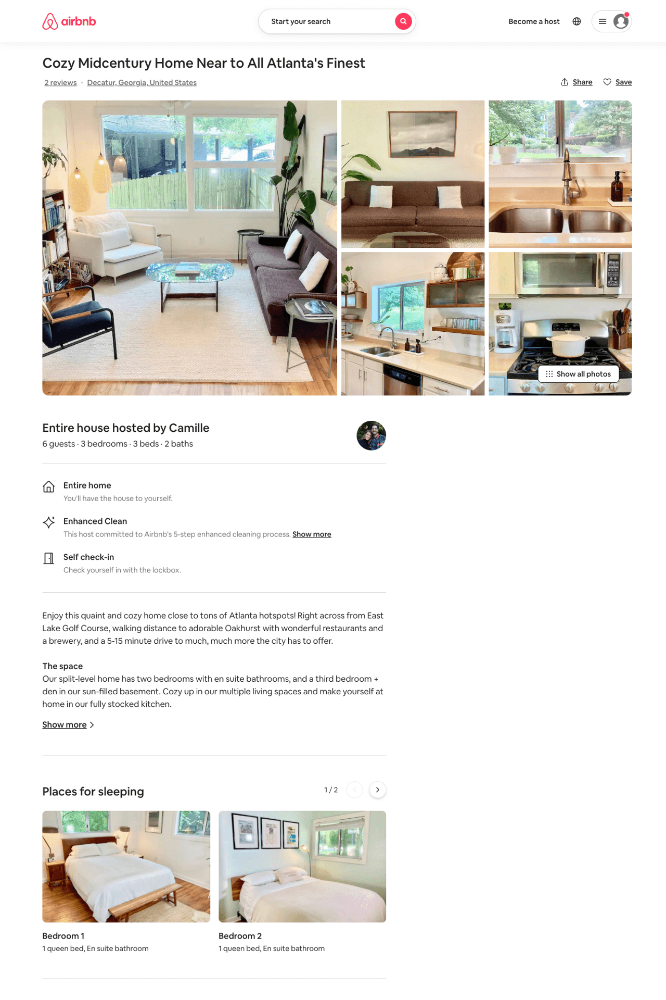 airbnb
Start your search
Become a host
Cozy Midcentury Home Near to All Atlanta's Finest
2 reviews · Decatur, Georgia, United States
Share
Save
Show all photos
Entire house hosted by Camille
6 guests · 3 bedrooms · 3 beds · 2 baths
Entire home
You'll have the house to yourself.
Enhanced Clean
This host committed to Airbnb's 5-step enhanced cleaning process. Show more
Self check-in
Check yourself in with the lockbox.
Enjoy this quaint and cozy home close to tons of Atlanta hotspots! Right across from East
Lake Golf Course, walking distance to adorable Oakhurst with wonderful restaurants and
a brewery, and a 5-15 minute drive to much, much more the city has to offer.
The space
Our split-level home has two bedrooms with en suite bathrooms, and a third bedroom +
den in our sun-filled basement. Cozy up in our multiple living spaces and make yourself at
home in our fully stocked kitchen.
Show more
Places for sleeping
1 / 2
Bedroom 1
1 queen bed, En suite bathroom
Bedroom 2
1 queen bed, En suite bathroom